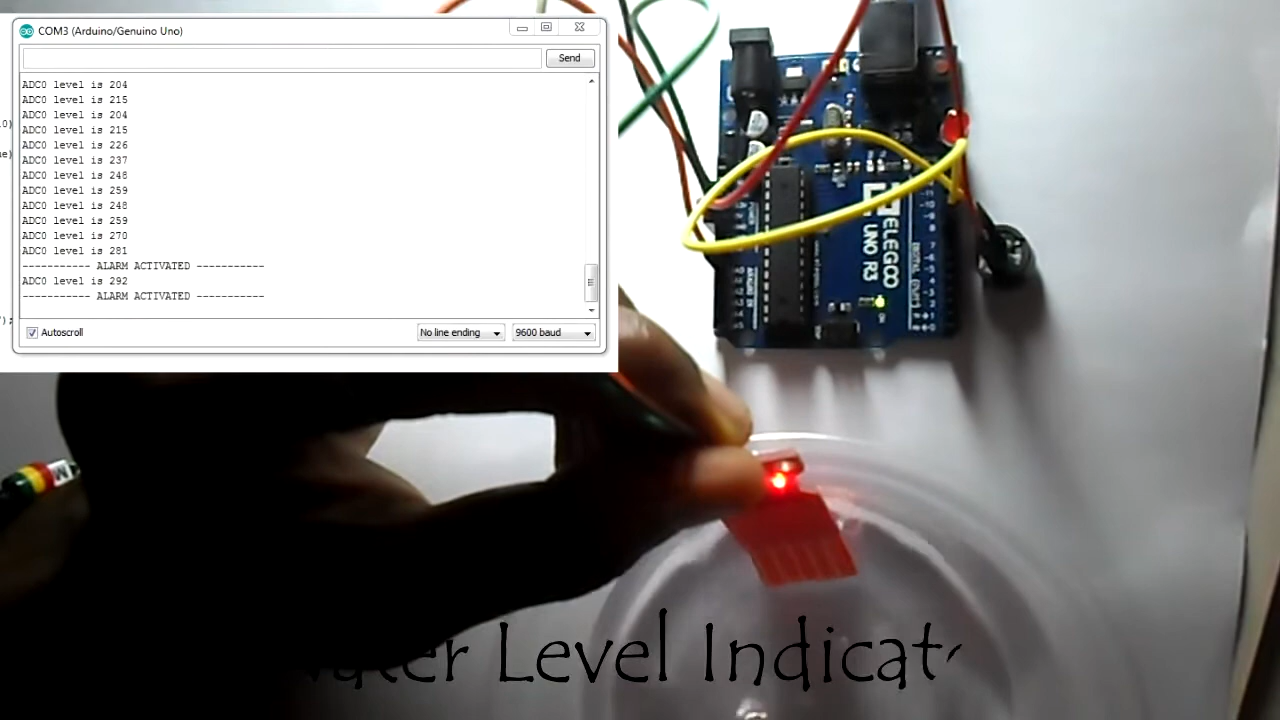 COM3 (Arduino/Genuino Uno)
Send
ADC0 level is 204
ADC0 level is 215
ADC0 level is 204
ADC0 level is 215
ADC0 level is 226
ADC0 level is 237
ADC0 level is 248
ADC0 level is 259
ADC0 level is 248
ADC0 level is 259
ADC0 level is 270
ADC0 level is 281
----------- ALARM ACTIVATED -----------
ADC0 level is 292
----------- ALARM ACTIVATED -----------
Autoscroll
No line ending
9600 baud
ELEGOO
UNO R3
Level Indicat